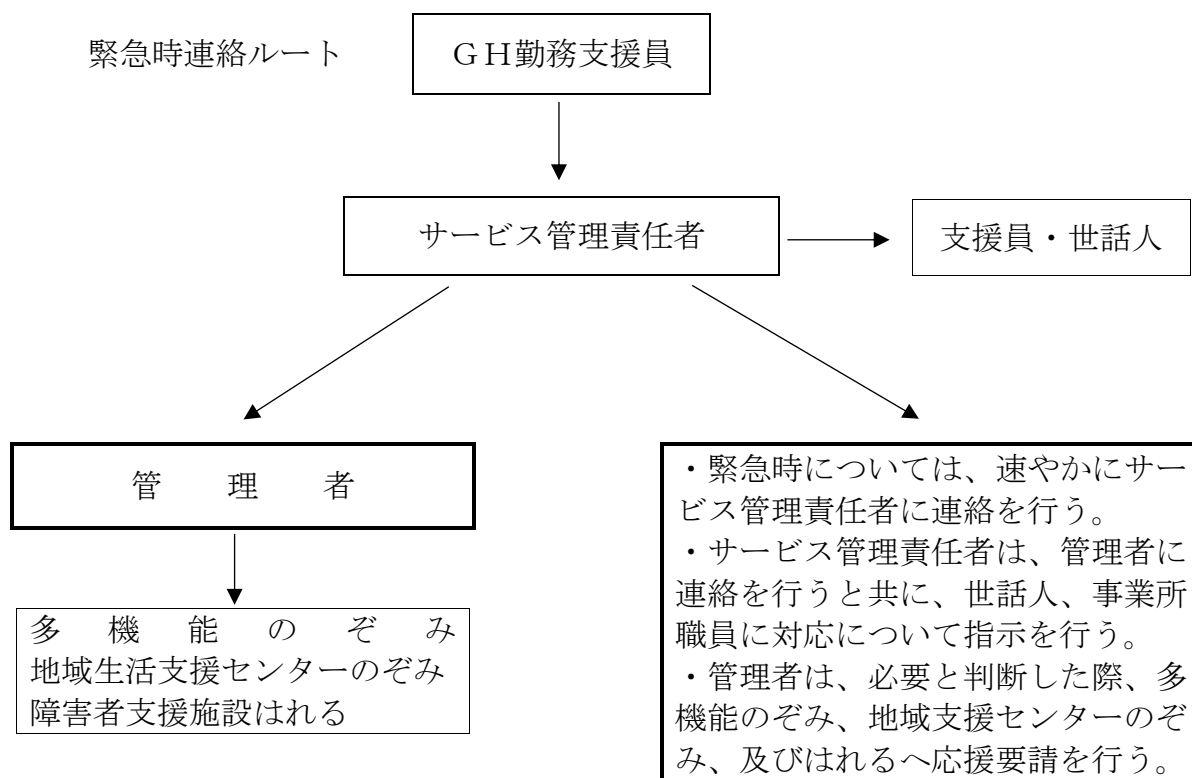 緊急時連絡ルート
GH勤務支援員
サービス管理責任者
支援員・世話人
管 理 者
多機能のぞみ
地域生活支援センターのぞみ
障害者支援施設はれる
・緊急時については、速やかにサー
ビス管理責任者に連絡を行う。
・サービス管理責任者は、管理者に
連絡を行うと共に、世話人、事業所
職員に対応について指示を行う。
・管理者は、必要と判断した際、多
機能のぞみ、地域支援センターのぞ
み、及びはれるへ応援要請を行う。